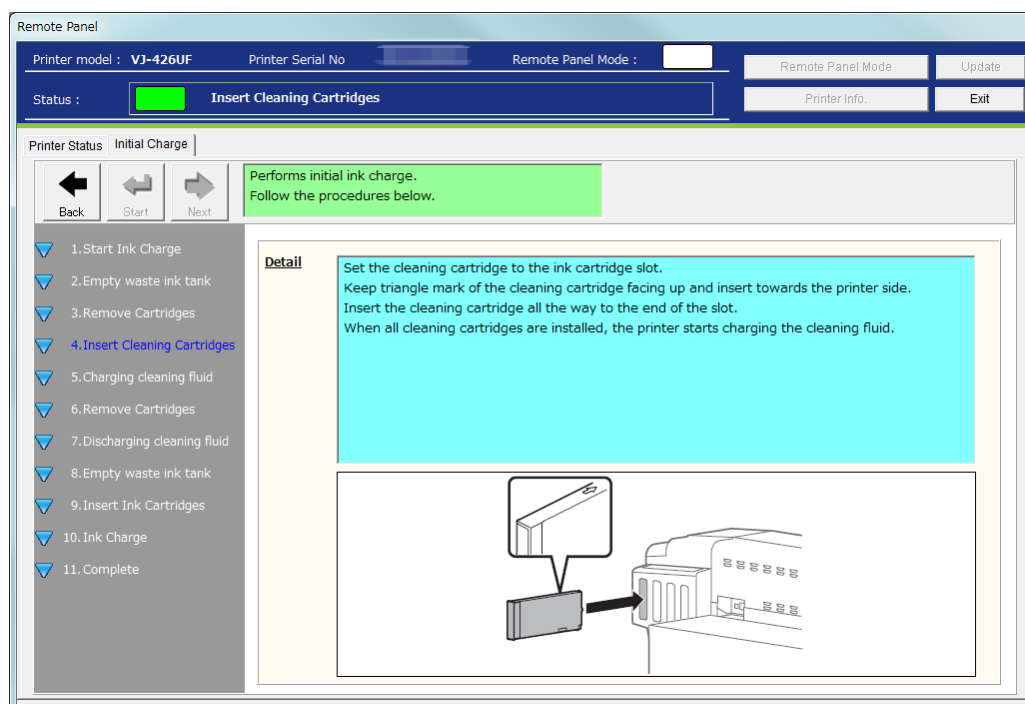 Remote Panel
Printer model : VJ-426UF Printer Serial No Remote Panel Mode :
Remote Panel Mode Update
Status : Insert Cleaning Cartridges
Printer Info. Exit
Printer Status Initial Charge
Back Start Next
Performs initial ink charge.
Follow the procedures below.
1.Start Ink Charge
2.Empty waste ink tank
3.Remove Cartridges
4.Insert Cleaning Cartridges
5.Charging cleaning fluid
6.Remove Cartridges
7.Discharging cleaning fluid
8.Empty waste ink tank
9.Insert Ink Cartridges
10.Ink Charge
11.Complete
Detail
Set the cleaning cartridge to the ink cartridge slot.
Keep triangle mark of the cleaning cartridge facing up and insert towards the printer side.
Insert the cleaning cartridge all the way to the end of the slot.
When all cleaning cartridges are installed, the printer starts charging the cleaning fluid.